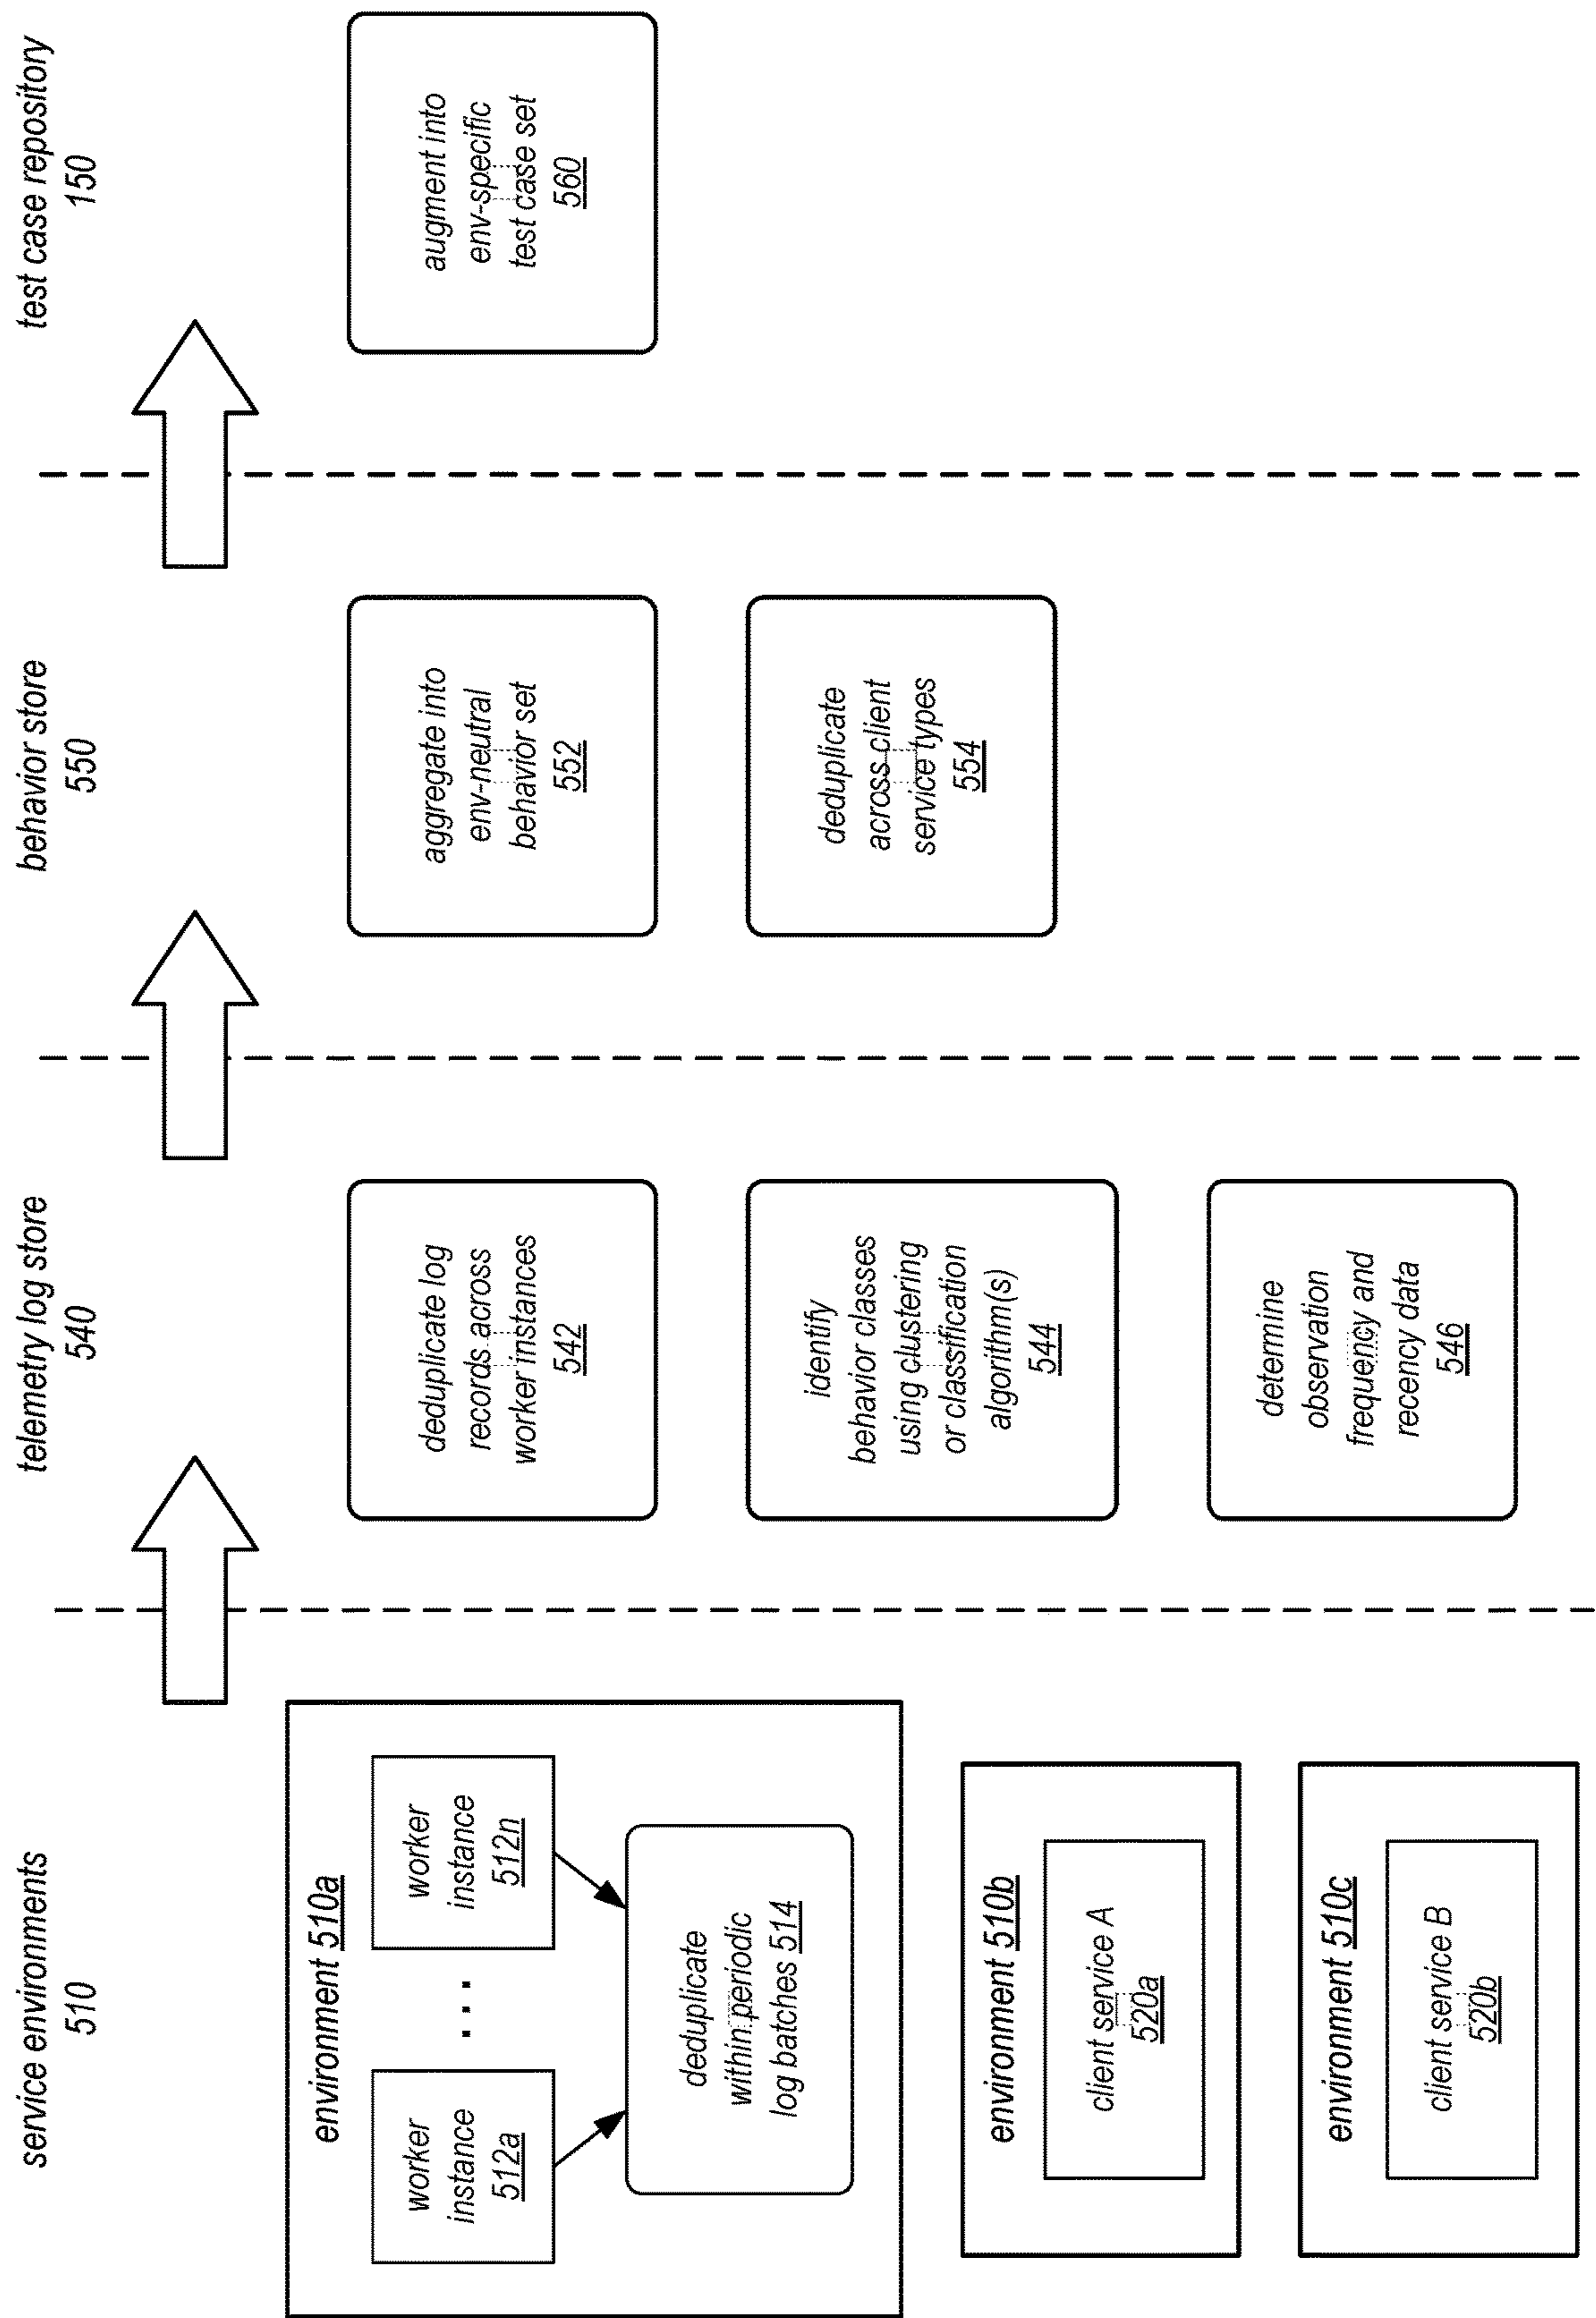 service environments
510
environment 510a
worker
instance
512a
...
worker
instance
512n
deduplicate
within periodic
log batches 514
environment 510b
client service A
520a
environment 510c
client service B
520b
telemetry log store
540
deduplicate log
records across
worker instances
542
identify
behavior classes
using clustering
or classification
algorithm(s)
544
determine
observation
frequency and
recency data
546
behavior store
550
aggregate into
env-neutral
behavior set
552
deduplicate
across client
service types
554
test case repository
150
augment into
env-specific
test case set
560